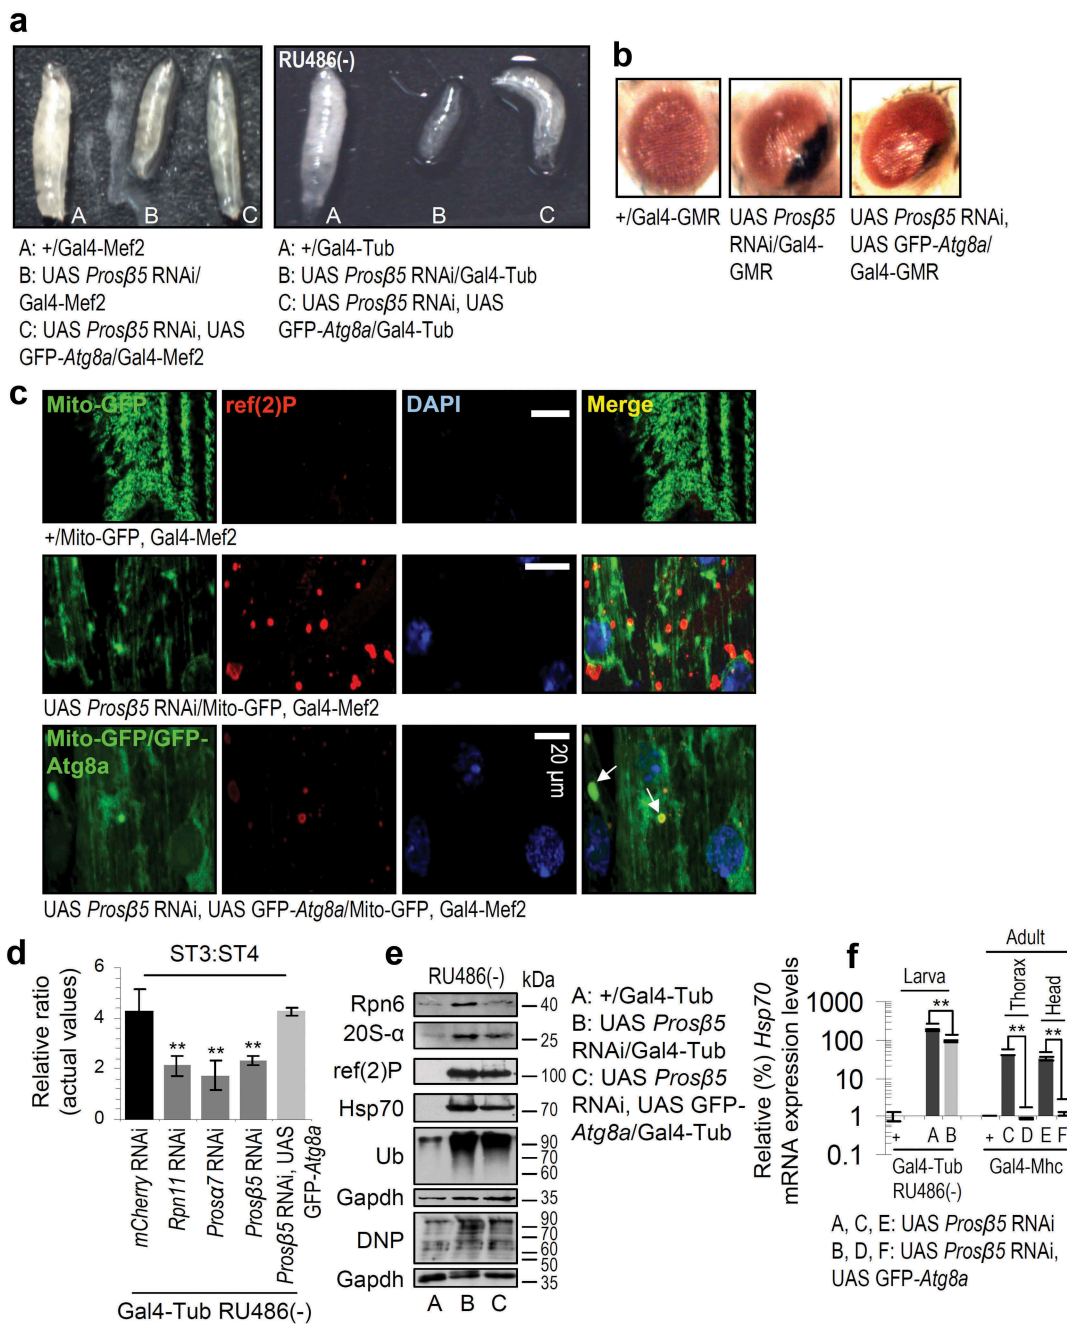 a
RU486(-)
A
B
C
A
B
C
A: +/Gal4-Mef2
B: UAS Prosβ5 RNAi/
Gal4-Mef2
C: UAS Prosβ5 RNAi, UAS
GFP-Atg8a/Gal4-Mef2
A: +/Gal4-Tub
B: UAS Prosβ5 RNAi/Gal4-Tub
C: UAS Prosβ5 RNAi, UAS
GFP-Atg8a/Gal4-Tub
b
+/Gal4-GMR
UAS Prosβ5
RNAi/Gal4-
GMR
UAS Prosβ5 RNAi,
UAS GFP-Atg8a/
Gal4-GMR
c
Mito-GFP
ref(2)P
DAPI
Merge
+/Mito-GFP, Gal4-Mef2
UAS Prosβ5 RNAi/Mito-GFP, Gal4-Mef2
Mito-GFP/GFP-
Atg8a
20 µm
UAS Prosβ5 RNAi, UAS GFP-Atg8a/Mito-GFP, Gal4-Mef2
d
ST3:ST4
Relative ratio
(actual values)
6
4
2
0
**
**
**
mCherry RNAi
Rpn11 RNAi
Prosα7 RNAi
Prosβ5 RNAi
Prosβ5 RNAi, UAS
GFP-Atg8a
Gal4-Tub RU486(-)
e
RU486(-)
kDa
Rpn6
40
20S-α
25
ref(2)P
100
Hsp70
70
Ub
90
70
60
Gapdh
35
DNP
90
70
60
50
Gapdh
35
A B C
A: +/Gal4-Tub
B: UAS Prosβ5
RNAi/Gal4-Tub
C: UAS Prosβ5
RNAi, UAS GFP-
Atg8a/Gal4-Tub
f
Relative (%) Hsp70
mRNA expression levels
1000
100
10
1
0.1
Larva
Adult
Thorax
Head
**
**
**
+ A B
+ C D E F
Gal4-Tub
RU486(-)
Gal4-Mhc
A, C, E: UAS Prosβ5 RNAi
B, D, F: UAS Prosβ5 RNAi,
UAS GFP-Atg8a